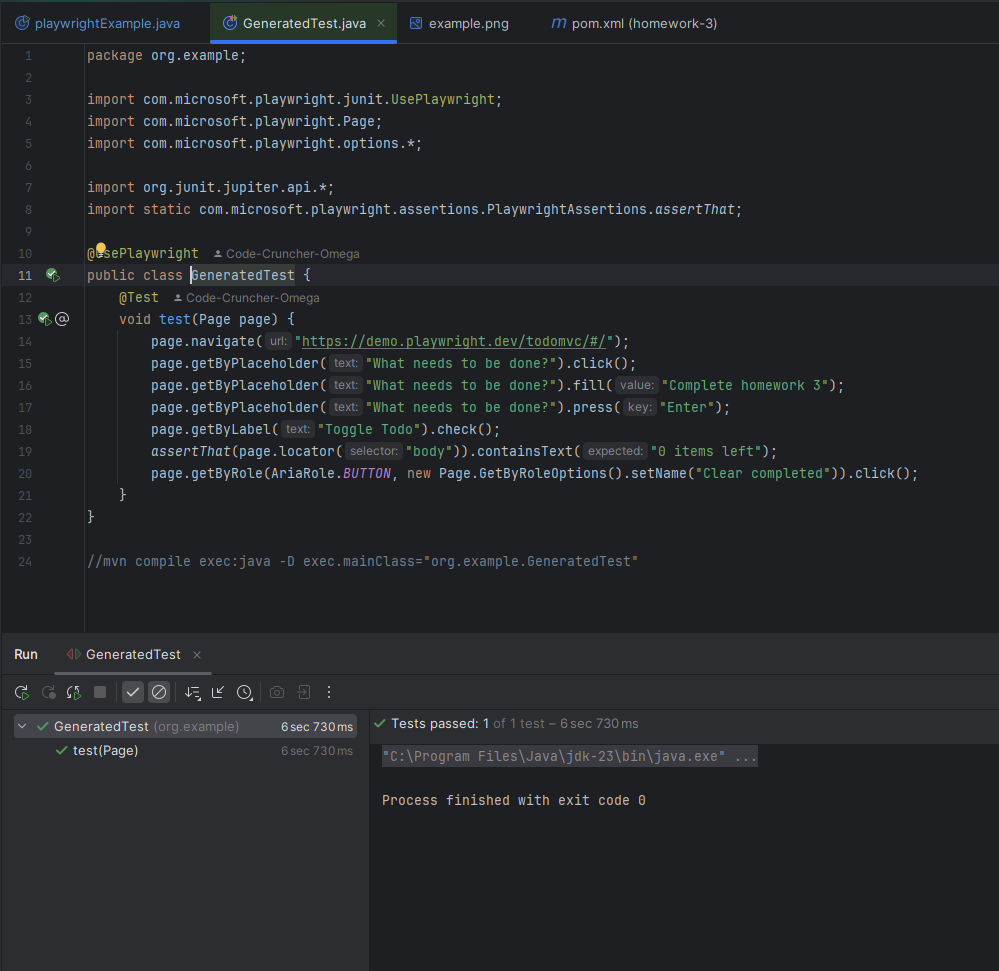 playwrightExample.java GeneratedTest.java example.png pom.xml (homework-3)
1 package org.example;
2
3 import com.microsoft.playwright.junit.UsePlaywright;
4 import com.microsoft.playwright.Page;
5 import com.microsoft.playwright.options.*;
6
7 import org.junit.jupiter.api.*;
8 import static com.microsoft.playwright.assertions.PlaywrightAssertions.assertThat;
9
10 @UsePlaywright Code-Cruncher-Omega
11 public class GeneratedTest {
12 @Test Code-Cruncher-Omega
13 void test(Page page) {
14 page.navigate( url: "https://demo.playwright.dev/todomvc/#/");
15 page.getByPlaceholder( text: "What needs to be done?").click();
16 page.getByPlaceholder( text: "What needs to be done?").fill( value: "Complete homework 3");
17 page.getByPlaceholder( text: "What needs to be done?").press( key: "Enter");
18 page.getByLabel( text: "Toggle Todo").check();
19 assertThat(page.locator( selector: "body")).containsText( expected: "0 items left");
20 page.getByRole(AriaRole.BUTTON, new Page.GetByRoleOptions().setName("Clear completed")).click();
21 }
22 }
23
24 //mvn compile exec:java -D exec.mainClass="org.example.GeneratedTest"
Run GeneratedTest
GeneratedTest (org.example) 6 sec 730 ms
test(Page) 6 sec 730 ms
Tests passed: 1 of 1 test – 6 sec 730 ms
"C:\Program Files\Java\jdk-23\bin\java.exe" ...
Process finished with exit code 0